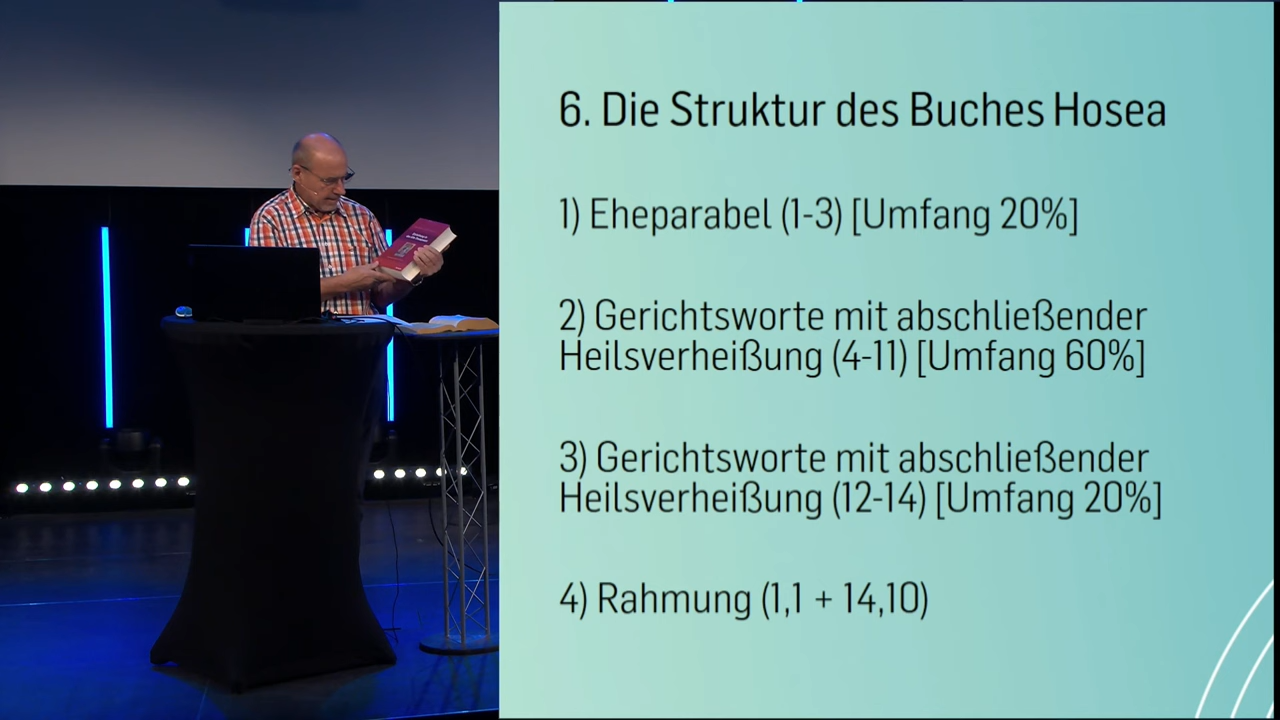 6. Die Struktur des Buches Hosea
1) Eheparabel (1-3) [Umfang 20%]
2) Gerichtsworte mit abschließender
Heilsverheißung (4-11) [Umfang 60%]
3) Gerichtsworte mit abschließender
Heilsverheißung (12-14) [Umfang 20%]
4) Rahmung (1,1 + 14,10)